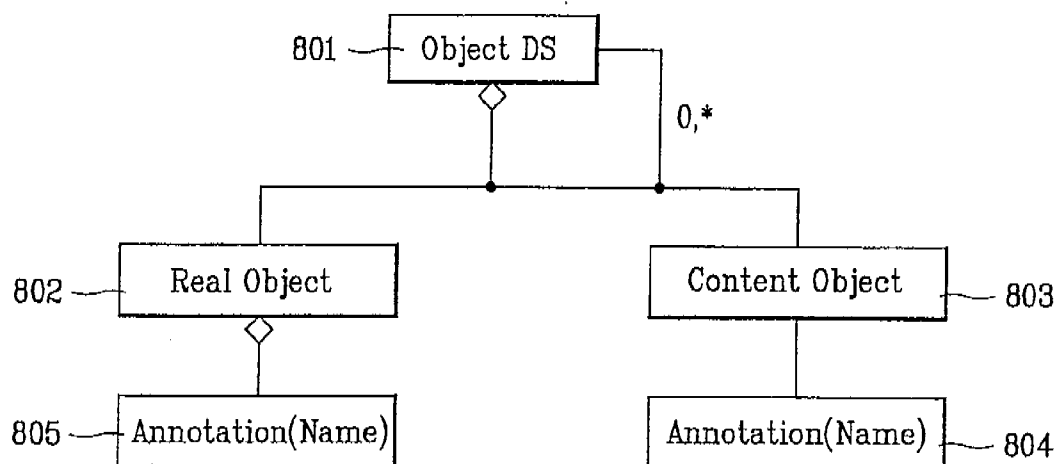 801 Object DS
0,*
802 Real Object
Content Object 803
805 Annotation(Name)
Annotation(Name) 804